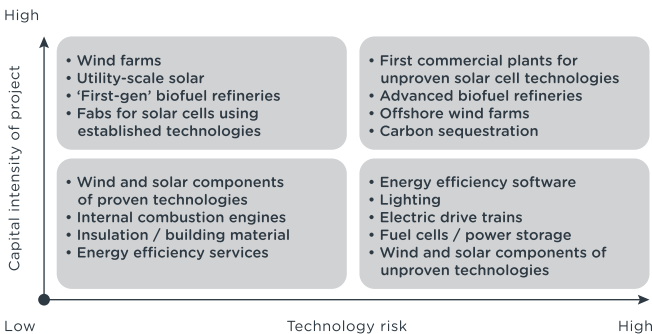 High
Capital intensity of project
• Wind farms
• Utility-scale solar
• ‘First-gen’ biofuel refineries
• Fabs for solar cells using
established technologies
• First commercial plants for
unproven solar cell technologies
• Advanced biofuel refineries
• Offshore wind farms
• Carbon sequestration
• Wind and solar components
of proven technologies
• Internal combustion engines
• Insulation / building material
• Energy efficiency services
• Energy efficiency software
• Lighting
• Electric drive trains
• Fuel cells / power storage
• Wind and solar components of
unproven technologies
Low
Technology risk
High